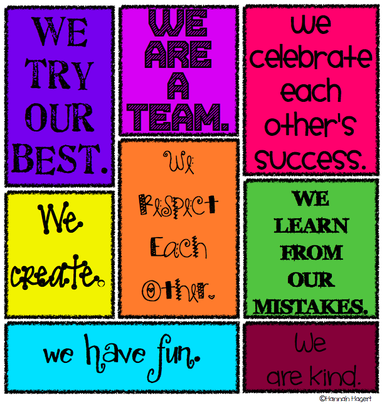 WE
TRY
OUR
BEST.
WE
ARE
A
TEAM.
We
celebrate
each
other's
success.
We
create.
We
Respect
Each
Other.
WE
LEARN
FROM
OUR
MISTAKES.
we have fun.
We
are kind.
©Hannah Hagert